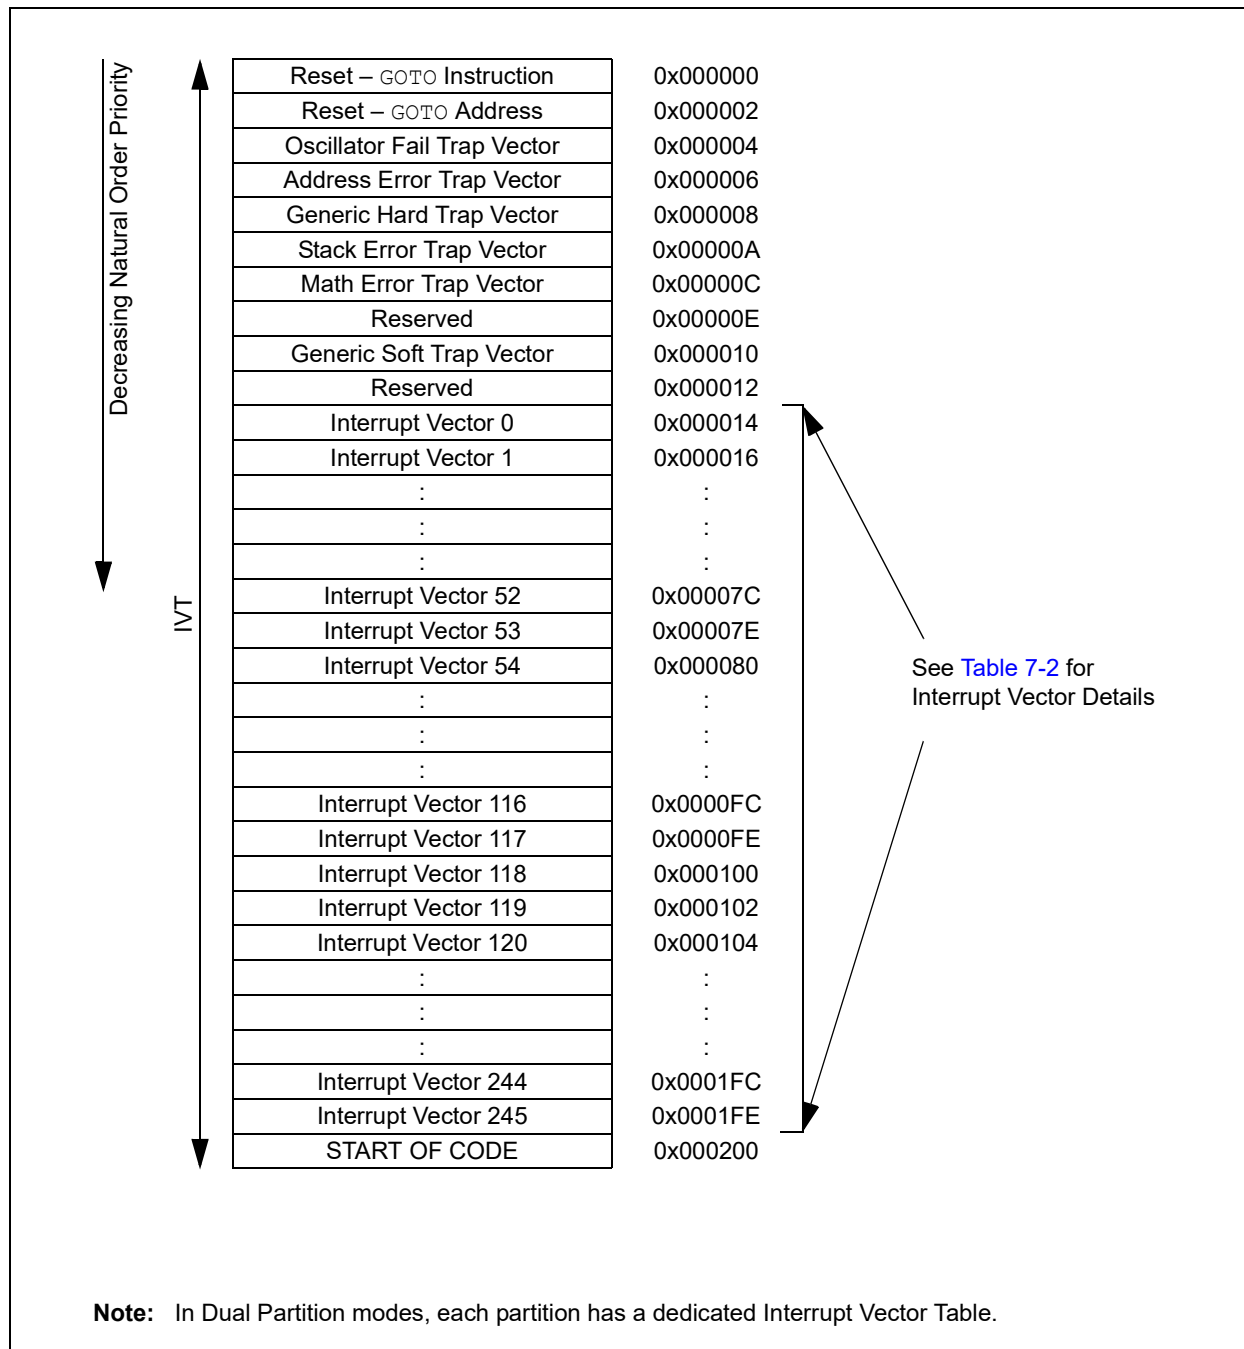 Decreasing Natural Order Priority
IVT
Reset – GOTO Instruction 0x000000
Reset – GOTO Address 0x000002
Oscillator Fail Trap Vector 0x000004
Address Error Trap Vector 0x000006
Generic Hard Trap Vector 0x000008
Stack Error Trap Vector 0x00000A
Math Error Trap Vector 0x00000C
Reserved 0x00000E
Generic Soft Trap Vector 0x000010
Reserved 0x000012
Interrupt Vector 0 0x000014
Interrupt Vector 1 0x000016
: :
: :
: :
Interrupt Vector 52 0x00007C
Interrupt Vector 53 0x00007E
Interrupt Vector 54 0x000080
: :
: :
: :
Interrupt Vector 116 0x0000FC
Interrupt Vector 117 0x0000FE
Interrupt Vector 118 0x000100
Interrupt Vector 119 0x000102
Interrupt Vector 120 0x000104
: :
: :
: :
Interrupt Vector 244 0x0001FC
Interrupt Vector 245 0x0001FE
START OF CODE 0x000200
See Table 7-2 for
Interrupt Vector Details
Note: In Dual Partition modes, each partition has a dedicated Interrupt Vector Table.